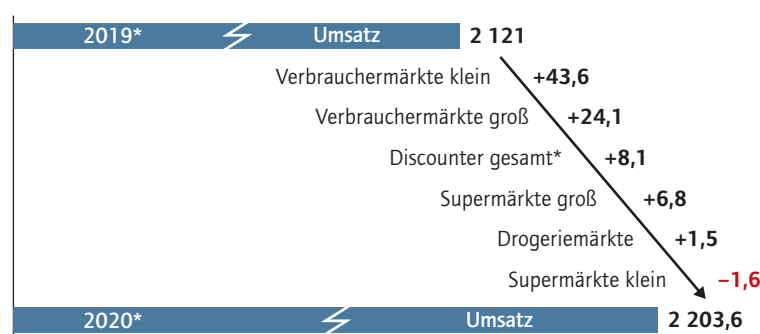 2019* Umsatz 2 121
Verbrauchermärkte klein +43,6
Verbrauchermärkte groß +24,1
Discounter gesamt* +8,1
Supermärkte groß +6,8
Drogeriemärkte +1,5
Supermärkte klein –1,6
2020* Umsatz 2 203,6